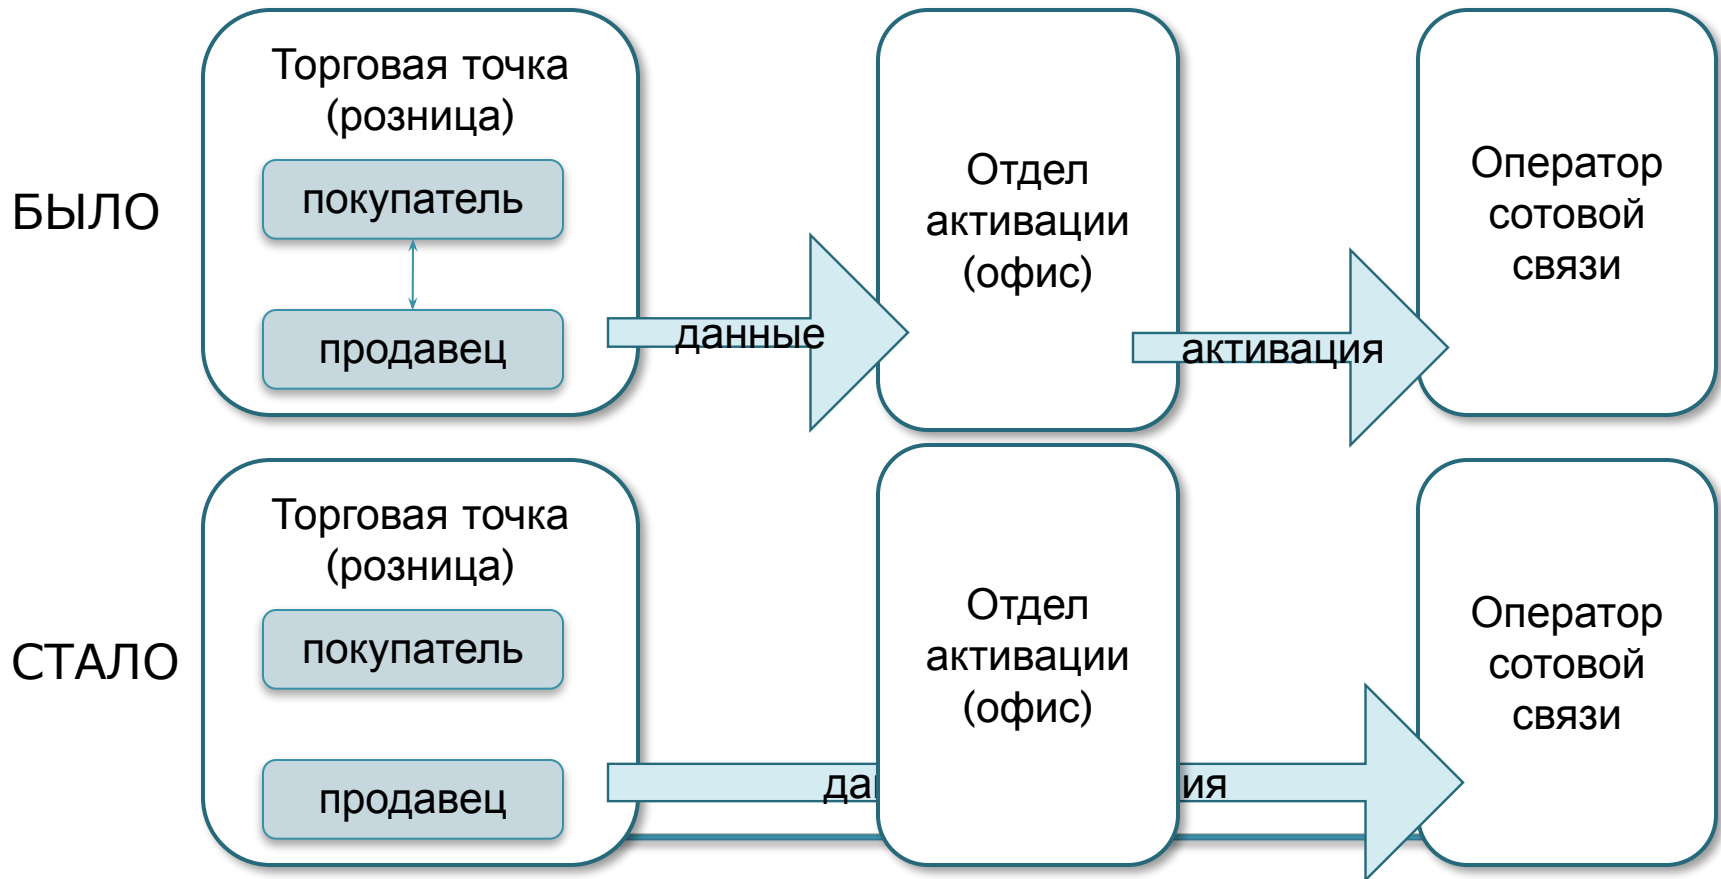 БЫЛО
Торговая точка
(розница)
покупатель
продавец
данные
Отдел
активации
(офис)
активация
Оператор
сотовой
связи
СТАЛО
Торговая точка
(розница)
покупатель
продавец
Отдел
активации
(офис)
Оператор
сотовой
связи